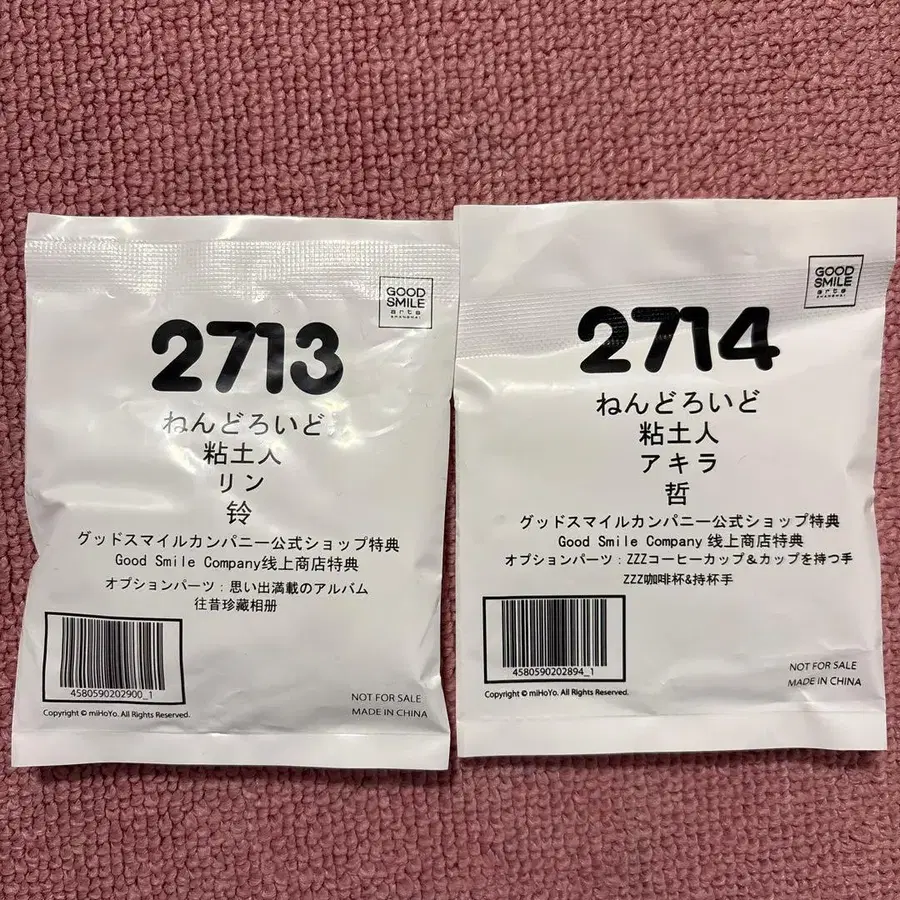 GOOD
SMILE
arts
SHANGHAI
2713
ねんどろいど
粘土人
リン
铃
グッドスマイルカンパニー公式ショップ特典
Good Smile Company线上商店特典
オプションパーツ：思い出満載のアルバム
往昔珍藏相册
4580590202900_1
Copyright © miHoYo. All Rights Reserved.
NOT FOR SALE
MADE IN CHINA
GOOD
SMILE
arts
SHANGHAI
2714
ねんどろいど
粘土人
アキラ
哲
グッドスマイルカンパニー公式ショップ特典
Good Smile Company 线上商店特典
オプションパーツ：ZZZコーヒーカップ＆カップを持つ手
ZZZ咖啡杯&持杯手
4580590202894_1
Copyright © miHoYo. All Rights Reserved.
NOT FOR SALE
MADE IN CHINA